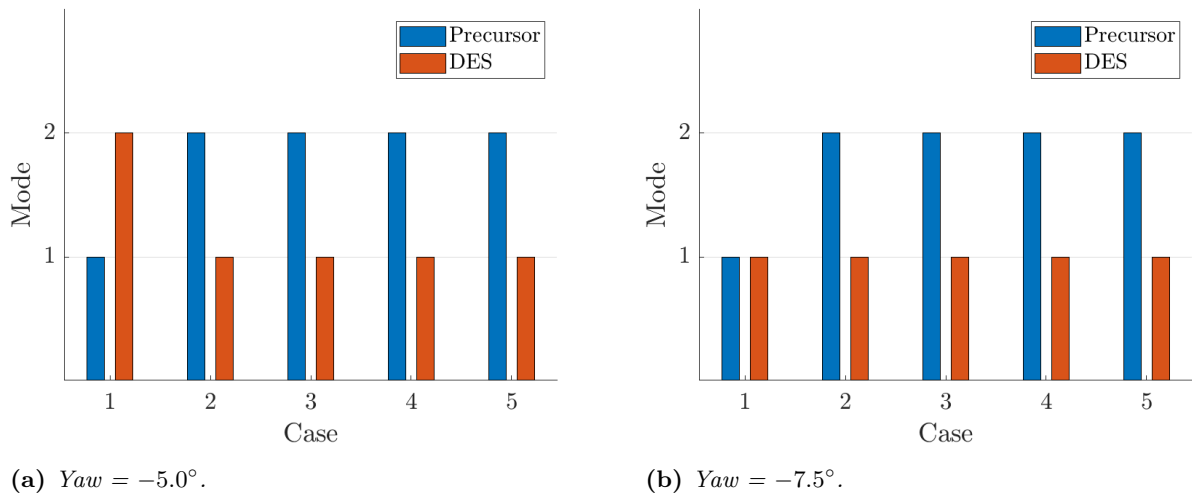 Precursor
DES
2
1
Mode
1 2 3 4 5
Case
(a) Yaw = −5.0°.
Precursor
DES
2
1
Mode
1 2 3 4 5
Case
(b) Yaw = −7.5°.